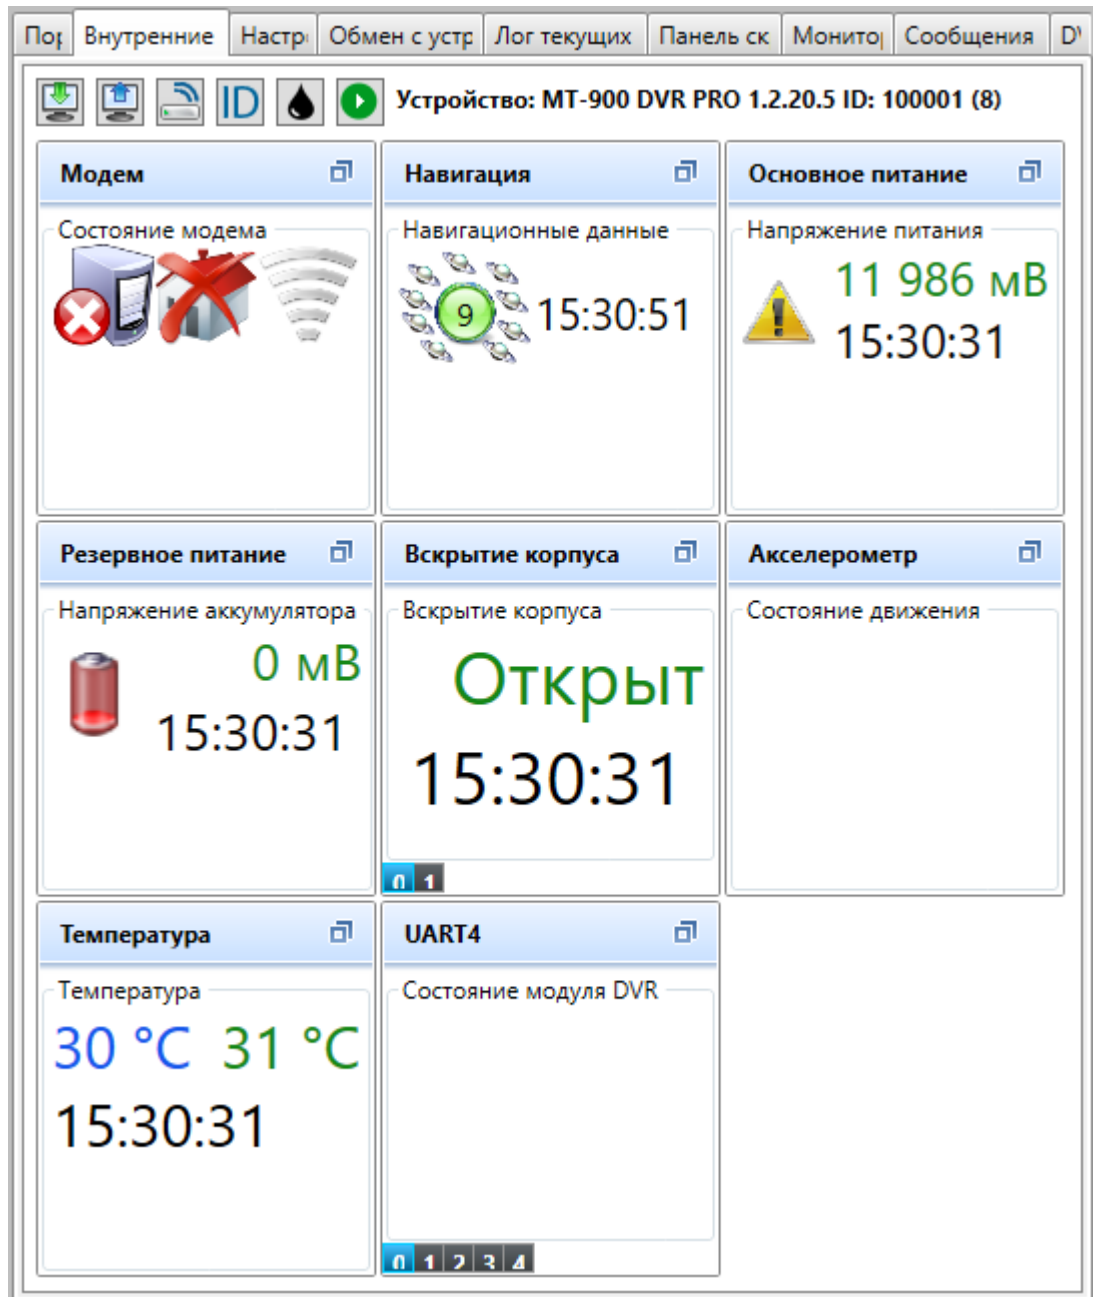 Пор Внутренние Настр Обмен с устр Лог текущих Панель ск Монитор Сообщения DV
ID Устройство: МТ-900 DVR PRO 1.2.20.5 ID: 100001 (8)
Модем Навигация Основное питание
Состояние модема Навигационные данные Напряжение питания
9 15:30:51 11 986 мВ
15:30:31
Резервное питание Вскрытие корпуса Акселерометр
Напряжение аккумулятора Вскрытие корпуса Состояние движения
0 мВ Открыт
15:30:31 15:30:31
0 1
Температура UART4
Температура Состояние модуля DVR
30 °C 31 °C
15:30:31
0 1 2 3 4